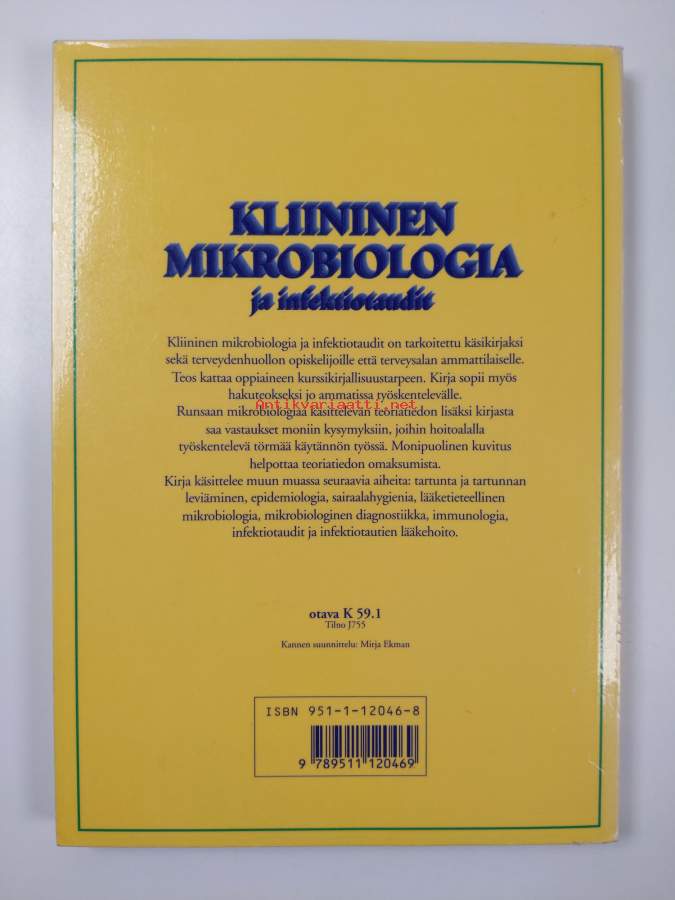 KLIININEN
MIKROBIOLOGIA
ja infektiotaudit
Kliininen mikrobiologia ja infektiotaudit on tarkoitettu käsikirjaksi
sekä terveydenhuollon opiskelijoille että terveysalan ammattilaiselle.
Teos kattaa oppiaineen kurssikirjallisuustarpeen. Kirja sopii myös
hakuteokseksi jo ammatissa työskentelevälle.
Antikvariaatti.net
Runsaan mikrobiologiaa käsittelevän teoriatiedon lisäksi kirjasta
saa vastaukset moniin kysymyksiin, joihin hoitoalalla
työskentelevä törmää käytännön työssä. Monipuolinen kuvitus
helpottaa teoriatiedon omaksumista.
Kirja käsittelee muun muassa seuraavia aiheita: tartunta ja tartunnan
leviäminen, epidemiologia, sairaalahygienia, lääketieteellinen
mikrobiologia, mikrobiologinen diagnostiikka, immunologia,
infektiotaudit ja infektiotautien lääkehoito.
otava K 59.1
Tilno J755
Kannen suunnittelu: Mirja Ekman
ISBN 951-1-12046-8
9 789511 120469